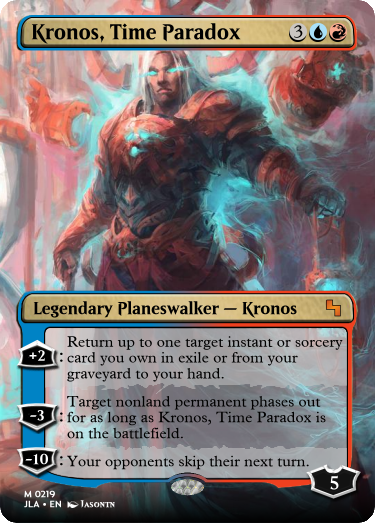 Kronos, Time Paradox 3
Legendary Planeswalker — Kronos
+2: Return up to one target instant or sorcery
card you own in exile or from your
graveyard to your hand.
-3: Target nonland permanent phases out
for as long as Kronos, Time Paradox is
on the battlefield.
-10: Your opponents skip their next turn.
5
M 0219
JLA • EN Jasontn